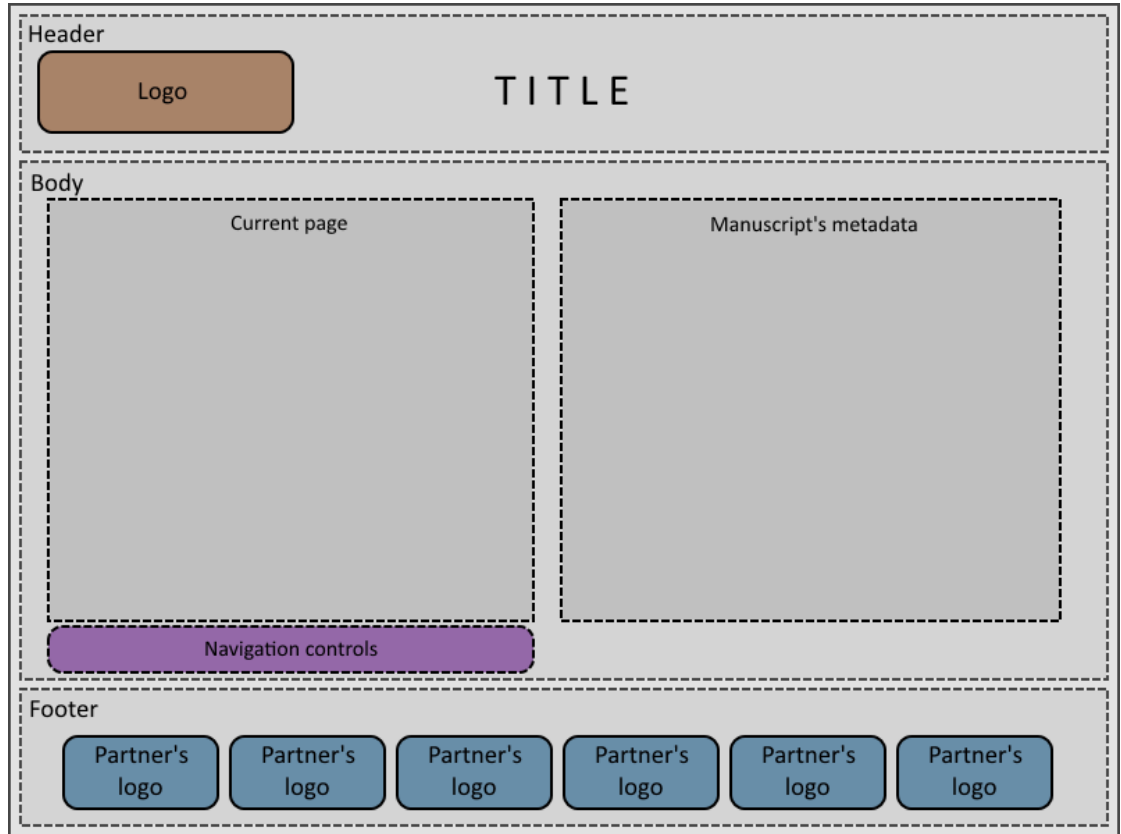 Header
Logo
TITLE
Body
Current page
Manuscript's metadata
Navigation controls
Footer
Partner's
logo
Partner's
logo
Partner's
logo
Partner's
logo
Partner's
logo
Partner's
logo